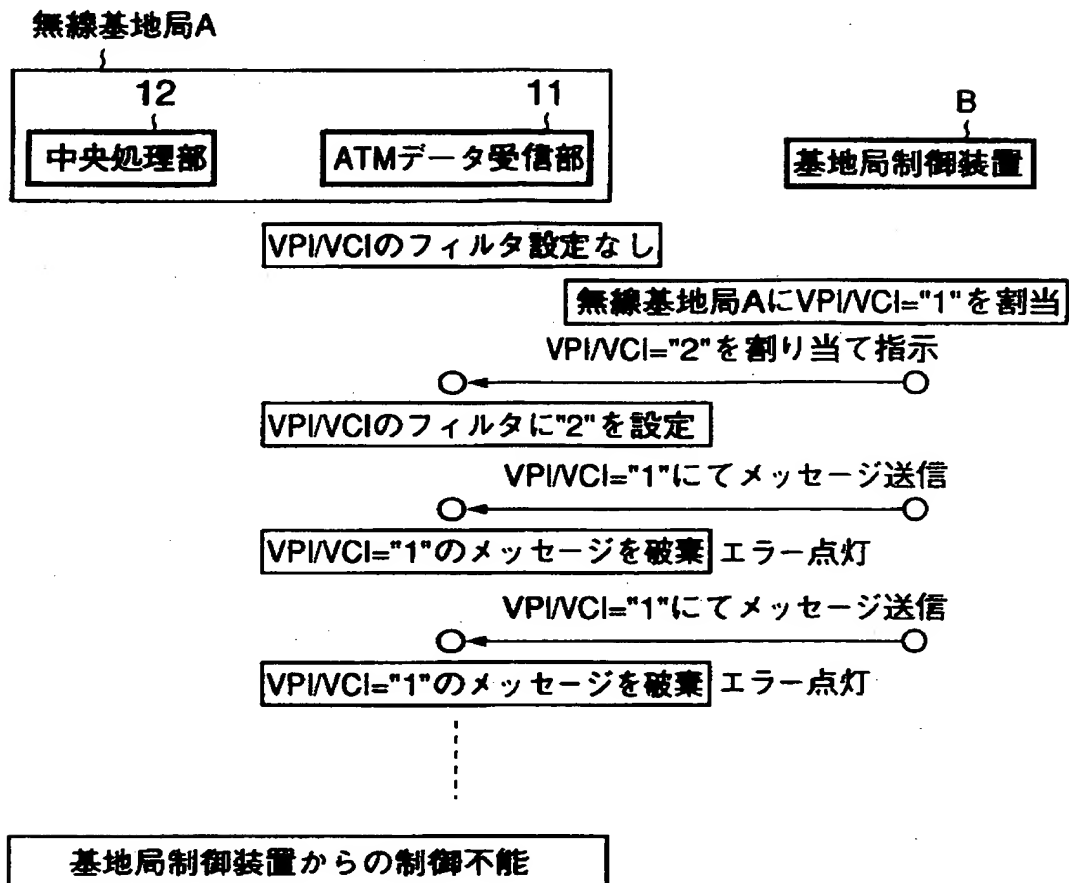 無線基地局A
12
11
B
中央処理部
ATMデータ受信部
基地局制御装置
VPI/VCIのフィルタ設定なし
無線基地局AにVPI/VCI="1"を割当
VPI/VCI="2"を割り当て指示
VPI/VCIのフィルタに"2"を設定
VPI/VCI="1"にてメッセージ送信
VPI/VCI="1"のメッセージを破棄 エラー点灯
VPI/VCI="1"にてメッセージ送信
VPI/VCI="1"のメッセージを破棄 エラー点灯
基地局制御装置からの制御不能